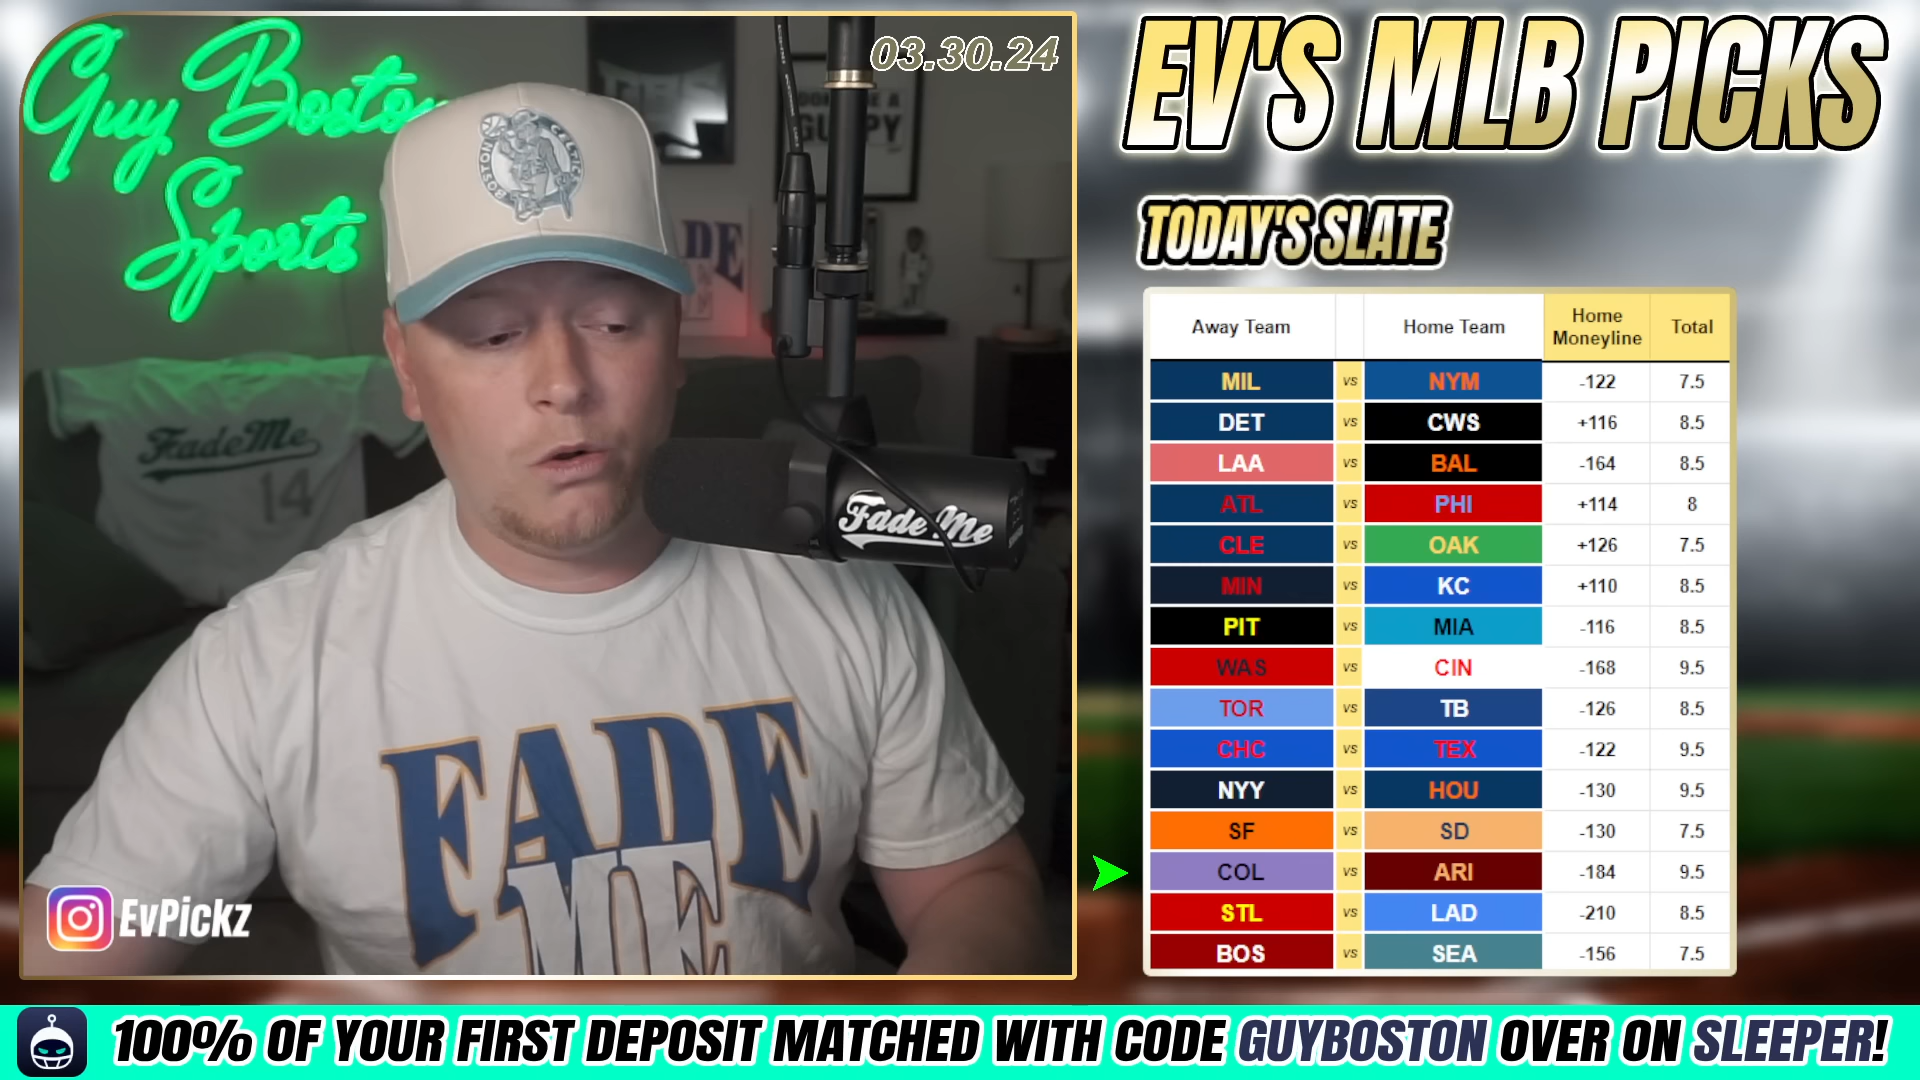 Guy Boston
Sports
03.30.24
BOSTON CELTICS
FADE
FadeMe
14
Fade Me
FADE
ME
EvPickz
EV'S MLB PICKS
TODAY'S SLATE
Away Team Home Team Home Moneyline Total
MIL vs NYM -122 7.5
DET vs CWS +116 8.5
LAA vs BAL -164 8.5
ATL vs PHI +114 8
CLE vs OAK +126 7.5
MIN vs KC +110 8.5
PIT vs MIA -116 8.5
WAS vs CIN -168 9.5
TOR vs TB -126 8.5
CHC vs TEX -122 9.5
NYY vs HOU -130 9.5
SF vs SD -130 7.5
COL vs ARI -184 9.5
STL vs LAD -210 8.5
BOS vs SEA -156 7.5
100% OF YOUR FIRST DEPOSIT MATCHED WITH CODE GUYBOSTON OVER ON SLEEPER!